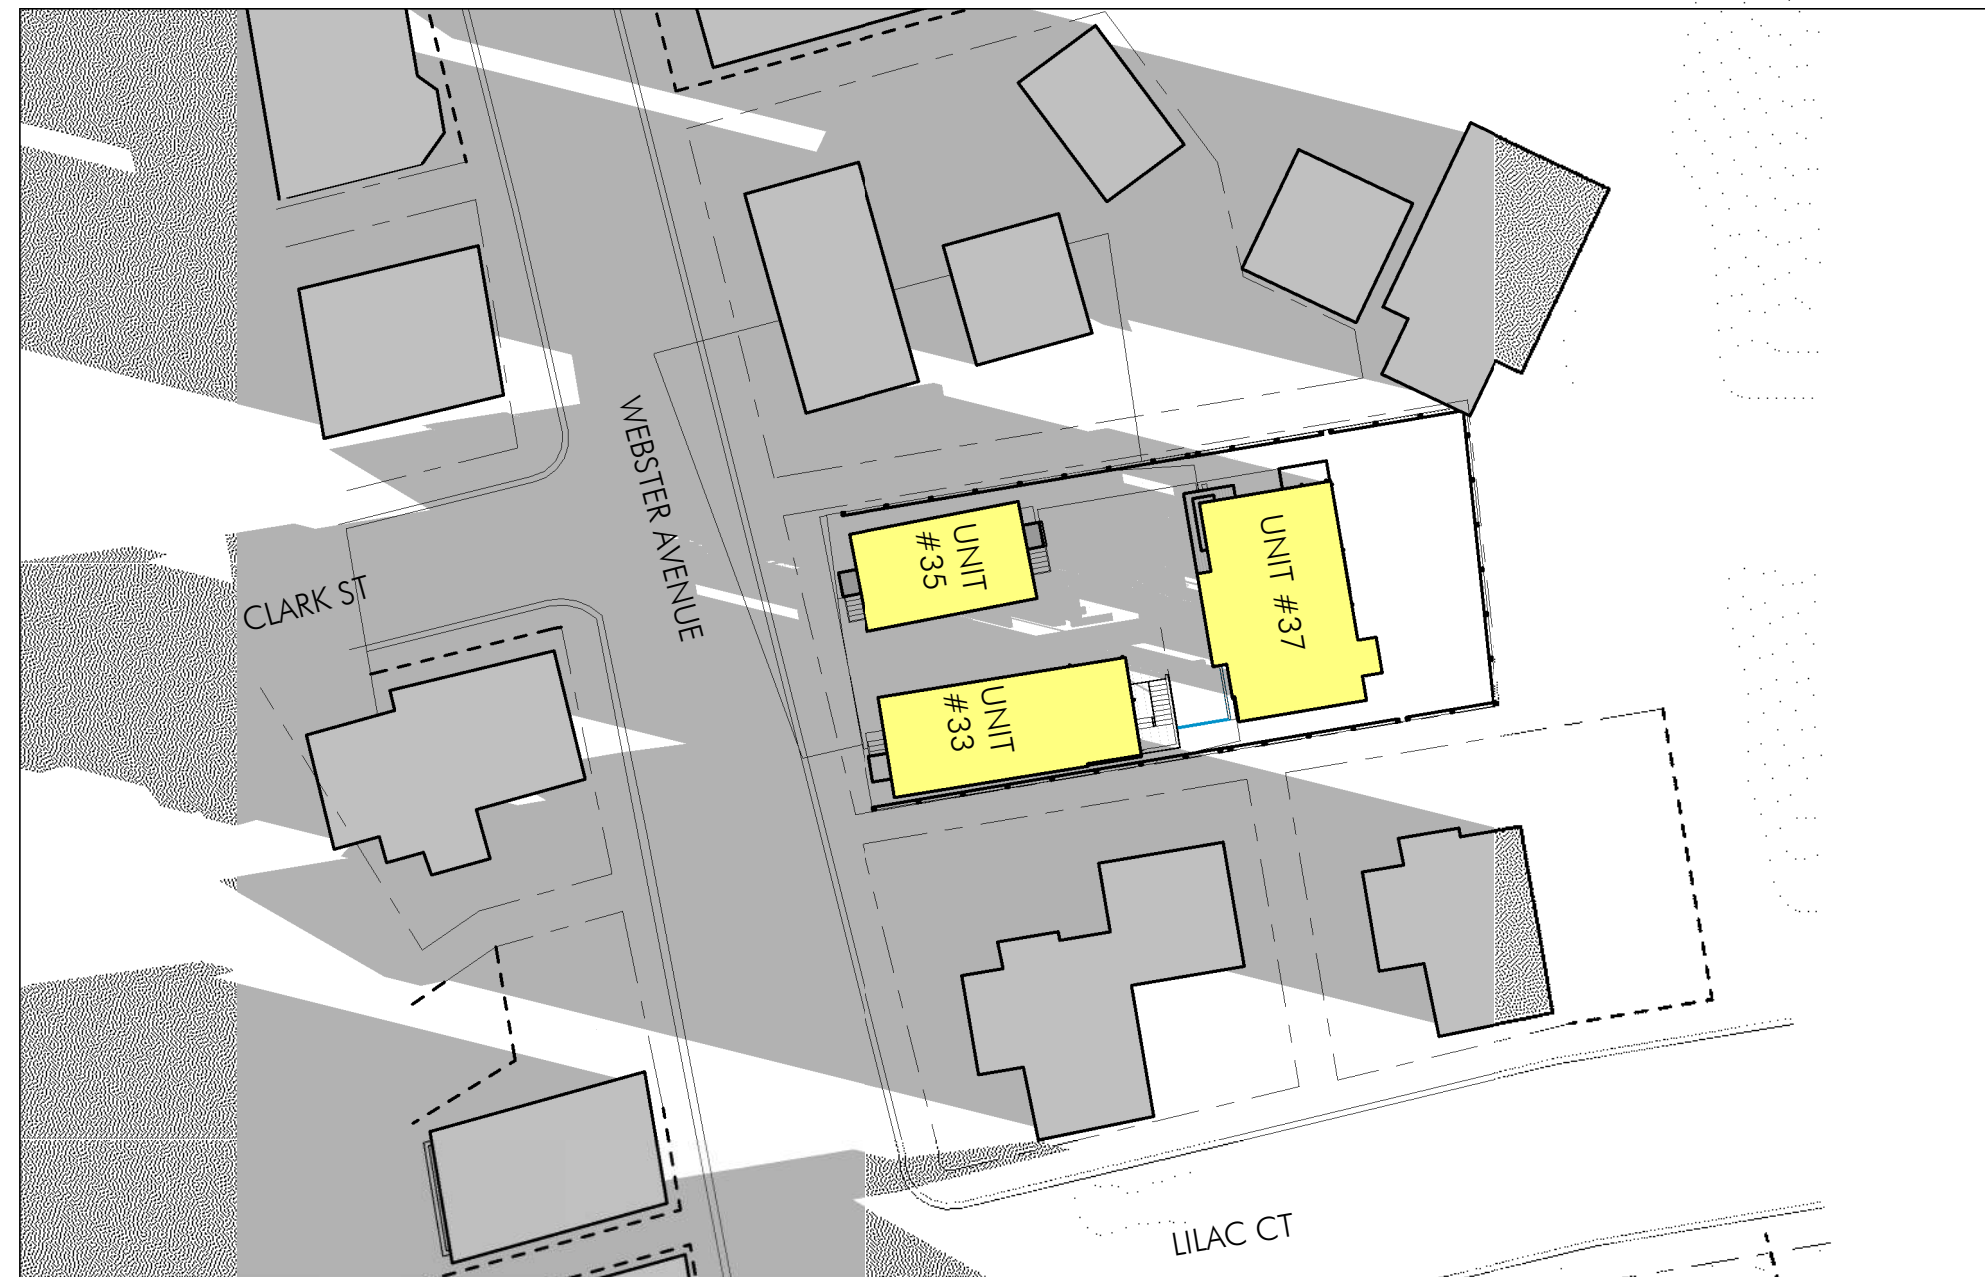 WEBSTER AVENUE
CLARK ST
UNIT
#35
UNIT #37
UNIT
#33
LILAC CT